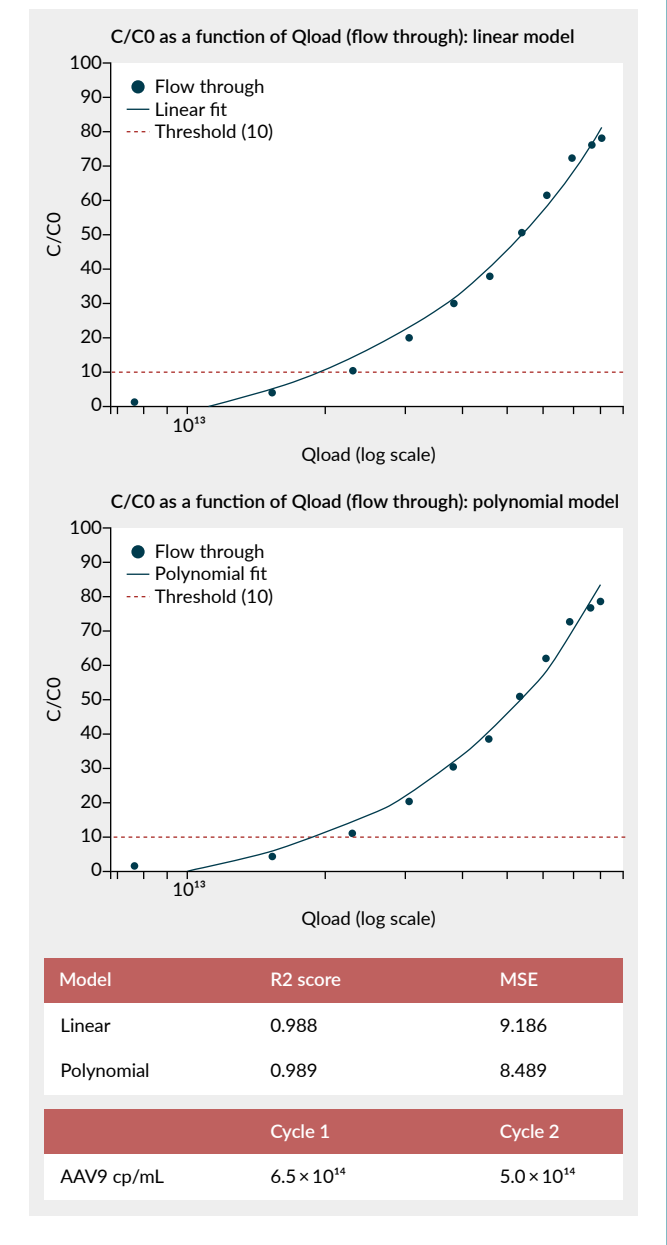 C/C0 as a function of Qload (flow through): linear model
100
90
80
70
60
50
40
30
20
10
0
C/C0
Flow through
Linear fit
Threshold (10)
10¹³
Qload (log scale)
C/C0 as a function of Qload (flow through): polynomial model
100
90
80
70
60
50
40
30
20
10
0
C/C0
Flow through
Polynomial fit
Threshold (10)
10¹³
Qload (log scale)
Model R2 score MSE
Linear 0.988 9.186
Polynomial 0.989 8.489
Cycle 1 Cycle 2
AAV9 cp/mL 6.5 × 10¹⁴ 5.0 × 10¹⁴